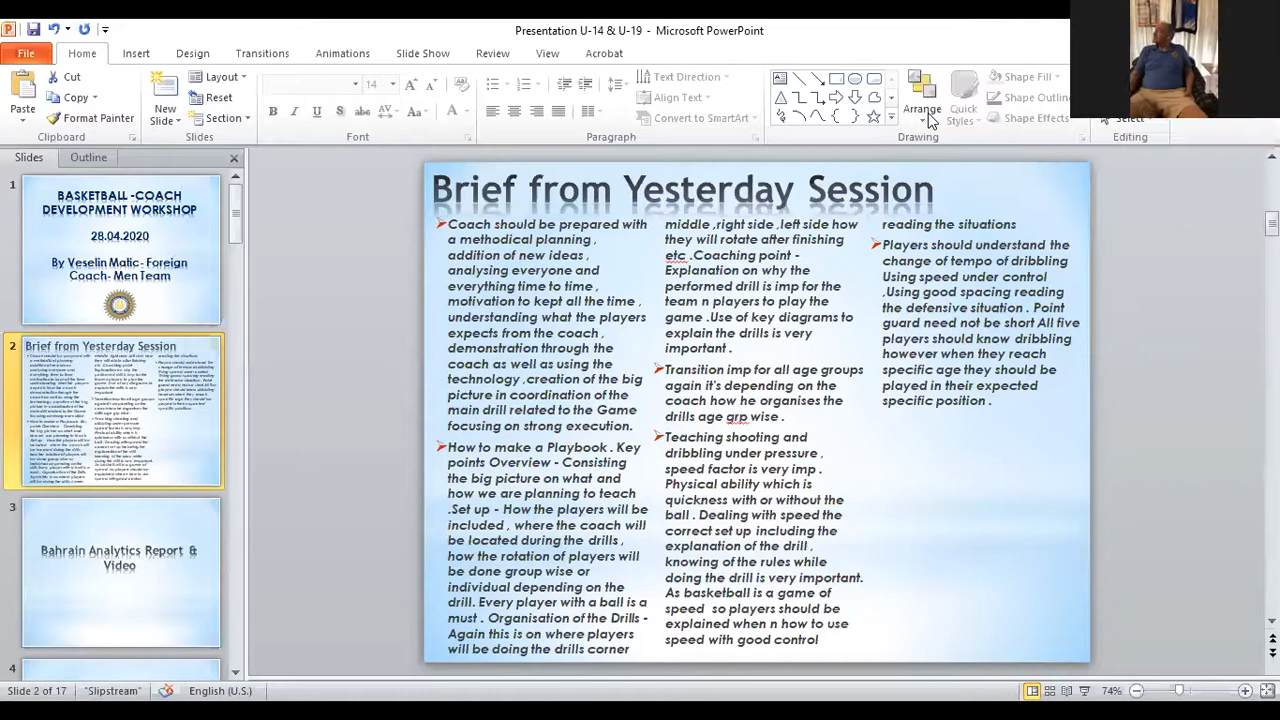 Presentation U-14 & U-19 - Microsoft PowerPoint
File
Home
Insert
Design
Transitions
Animations
Slide Show
Review
View
Acrobat
Paste
Cut
Copy
Format Painter
Clipboard
New
Slide
Layout
Reset
Section
Slides
14
Font
Text Direction
Align Text
Convert to SmartArt
Paragraph
Arrange
Quick
Styles
Shape Fill
Shape Outline
Shape Effects
Drawing
Select
Editing
Slides
Outline
1
BASKETBALL -COACH
DEVELOPMENT WORKSHOP
28.04.2020
By Veselin Matic- Foreign
Coach- Men Team
2
Brief from Yesterday Session
3
Bahrain Analytics Report &
Video
4
Brief from Yesterday Session
Coach should be prepared with
a methodical planning ,
addition of new ideas ,
analysing everyone and
everything time to time ,
motivation to kept all the time ,
understanding what the players
expects from the coach ,
demonstration through the
coach as well as using the
technology ,creation of the big
picture in coordination of the
main drill related to the Game
focusing on strong execution.
How to make a Playbook . Key
points Overview - Consisting
the big picture on what and
how we are planning to teach
.Set up - How the players will be
included , where the coach will
be located during the drills ,
how the rotation of players will
be done group wise or
individual depending on the
drill. Every player with a ball is a
must . Organisation of the Drills -
Again this is on where players
will be doing the drills corner
middle ,right side ,left side how
they will rotate after finishing
etc .Coaching point -
Explanation on why the
performed drill is imp for the
team n players to play the
game .Use of key diagrams to
explain the drills is very
important .
Transition imp for all age groups
again it's depending on the
coach how he organises the
drills age grp wise .
Teaching shooting and
dribbling under pressure ,
speed factor is very imp .
Physical ability which is
quickness with or without the
ball . Dealing with speed the
correct set up including the
explanation of the drill ,
knowing of the rules while
doing the drill is very important.
As basketball is a game of
speed so players should be
explained when n how to use
speed with good control
reading the situations
Players should understand the
change of tempo of dribbling
Using speed under control
,Using good spacing reading
the defensive situation . Point
guard need not be short All five
players should know dribbling
however when they reach
specific age they should be
played in their expected
specific position .
Slide 2 of 17
"Slipstream"
English (U.S.)
74%